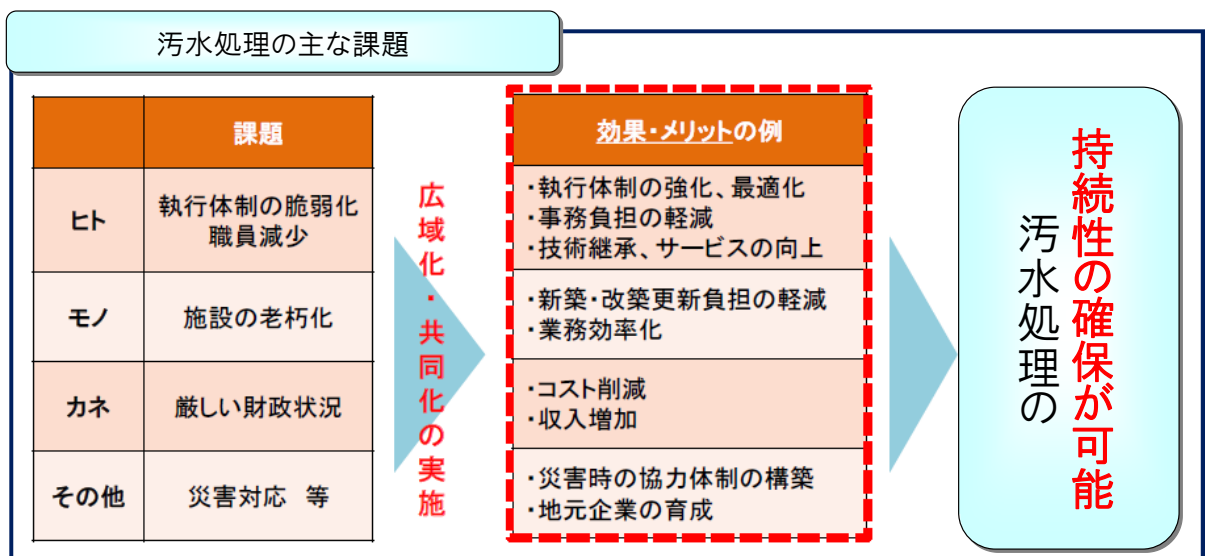 汚水処理の主な課題
課題
ヒト
執行体制の脆弱化
職員減少
モノ
施設の老朽化
カネ
厳しい財政状況
その他
災害対応　等
広域化・共同化の実施
効果・メリットの例
・執行体制の強化、最適化
・事務負担の軽減
・技術継承、サービスの向上
・新築・改築更新負担の軽減
・業務効率化
・コスト削減
・収入増加
・災害時の協力体制の構築
・地元企業の育成
汚水処理の
持続性の確保が可能